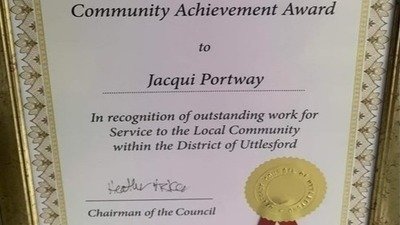 Community Achievement Award
to
Jacqui Portway
In recognition of outstanding work for
Service to the Local Community
within the District of Uttlesford
Heather
Chairman of the Council